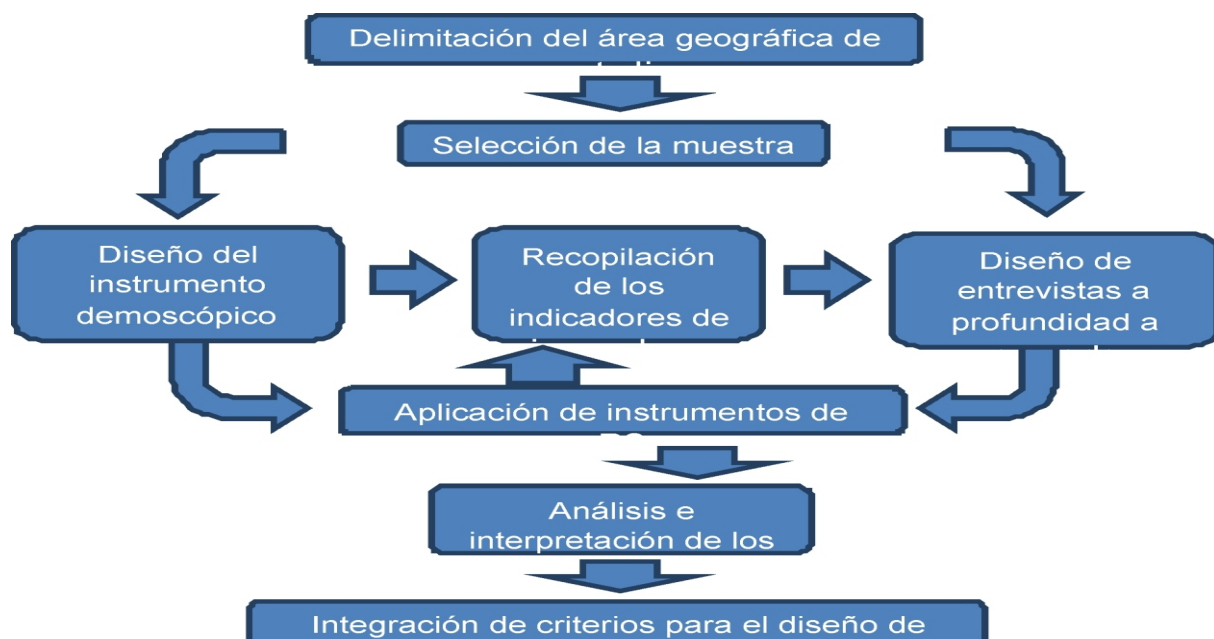 Delimitación del área geográfica de
Selección de la muestra
Diseño del
instrumento
demoscópico
Recopilación
de los
indicadores de
Diseño de
entrevistas a
profundidad a
Aplicación de instrumentos de
Análisis e
interpretación de los
Integración de criterios para el diseño de